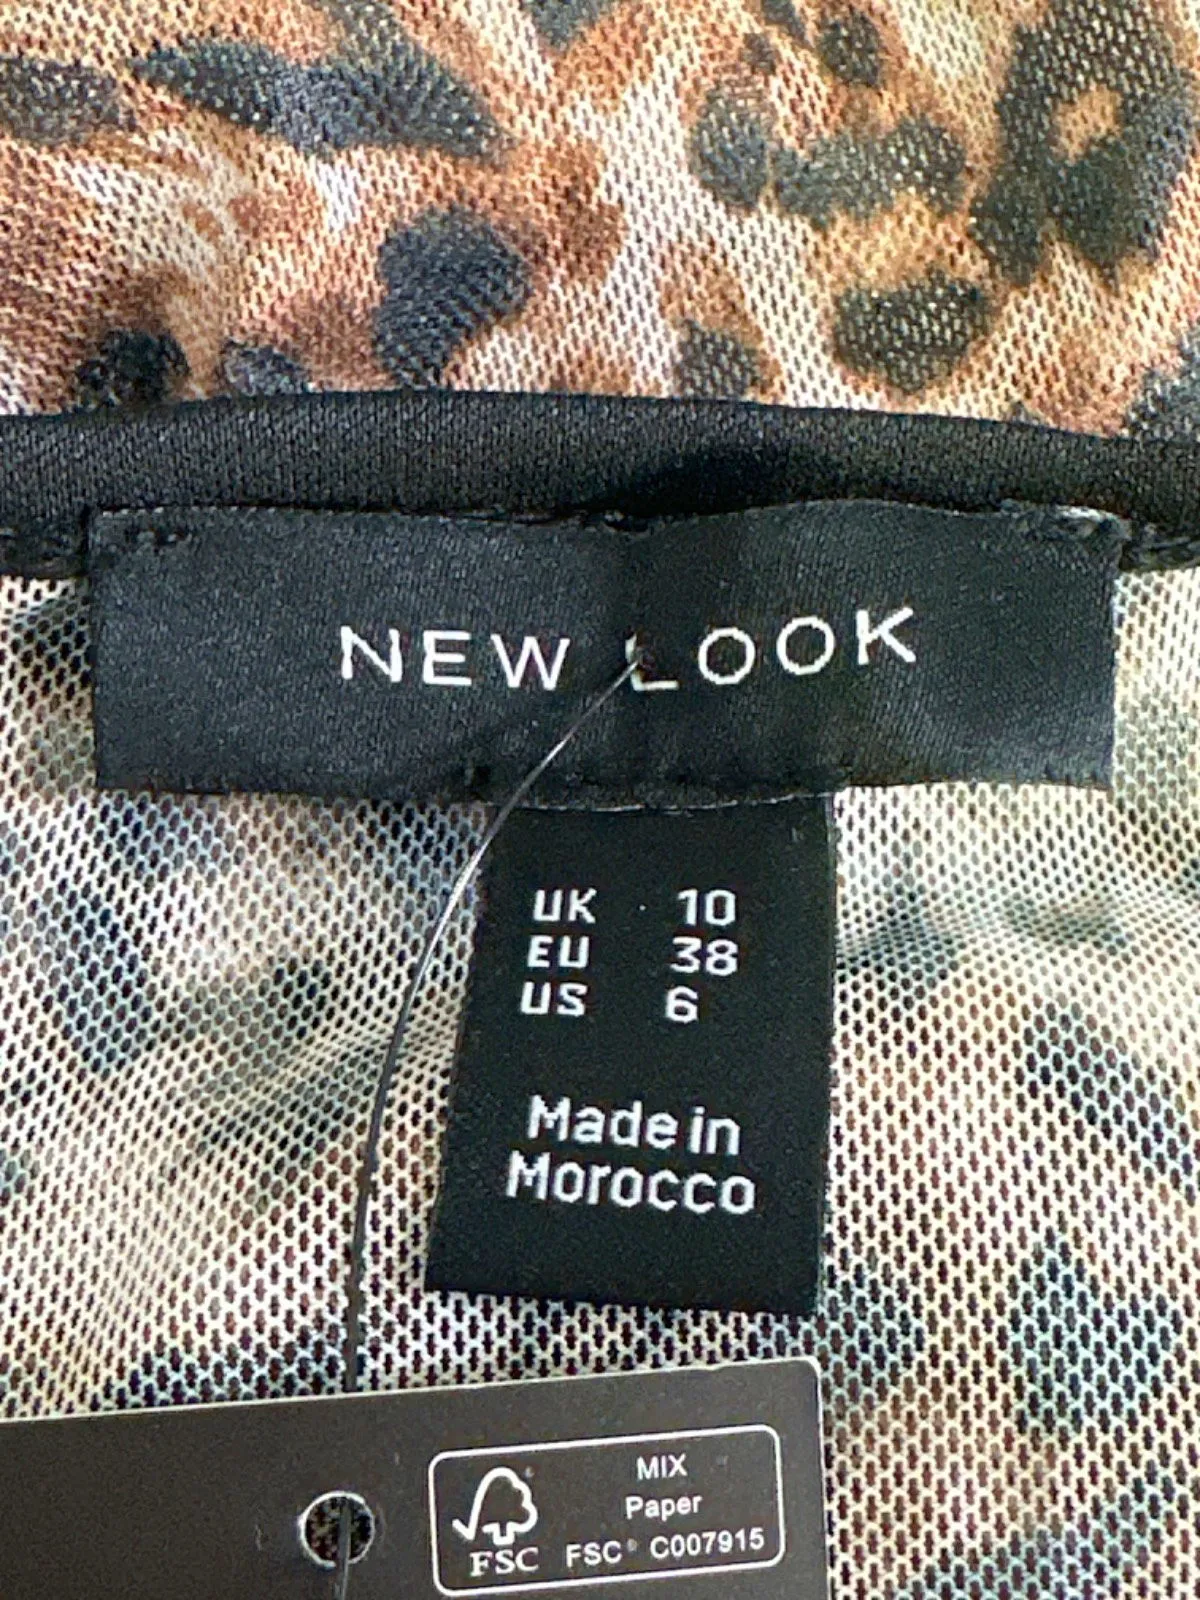 NEW LOOK
UK 10
EU 38
US 6
Made in
Morocco
MIX
Paper
FSC FSC® C007915